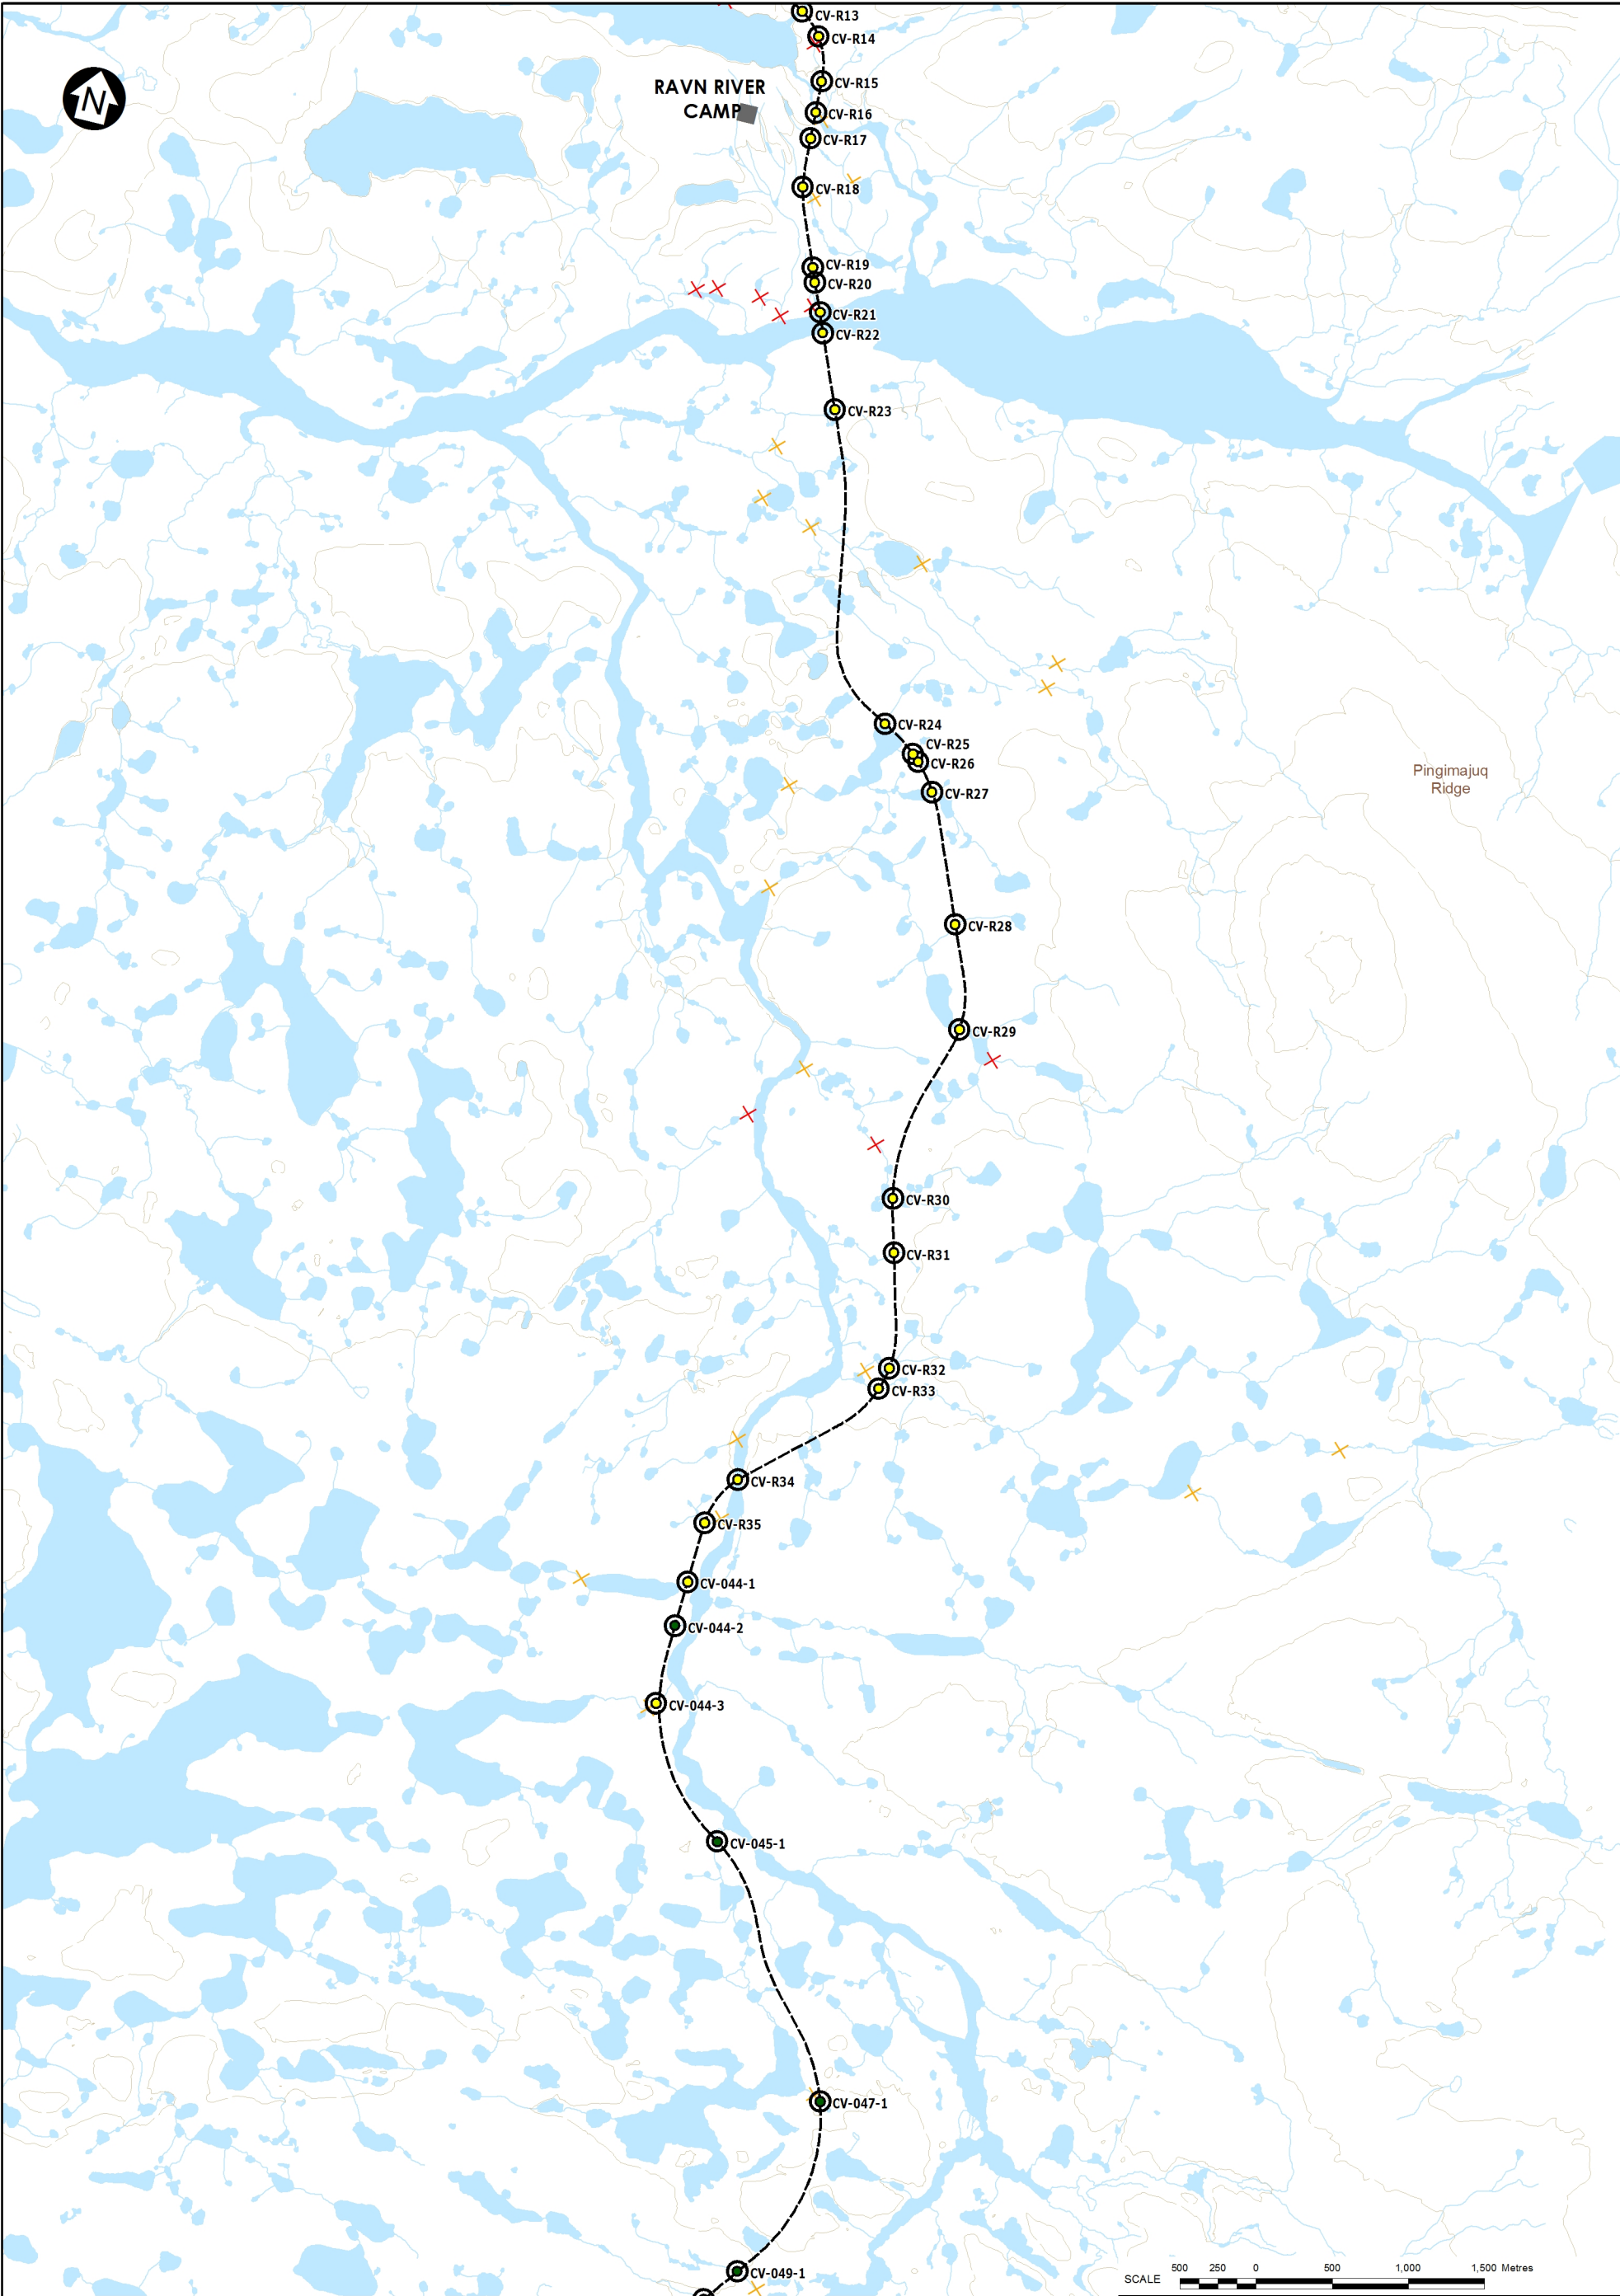 CV-R13
CV-R14
N
RAVN RIVER
CAMP
CV-R15
CV-R16
CV-R17
CV-R18
CV-R19
CV-R20
CV-R21
CV-R22
CV-R23
CV-R24
CV-R25
CV-R26
Pingimajuq
Ridge
CV-R27
CV-R28
CV-R29
CV-R30
CV-R31
CV-R32
CV-R33
CV-R34
CV-R35
CV-044-1
CV-044-2
CV-044-3
CV-045-1
CV-047-1
CV-049-1
500 250 0 500 1,000 1,500 Metres
SCALE